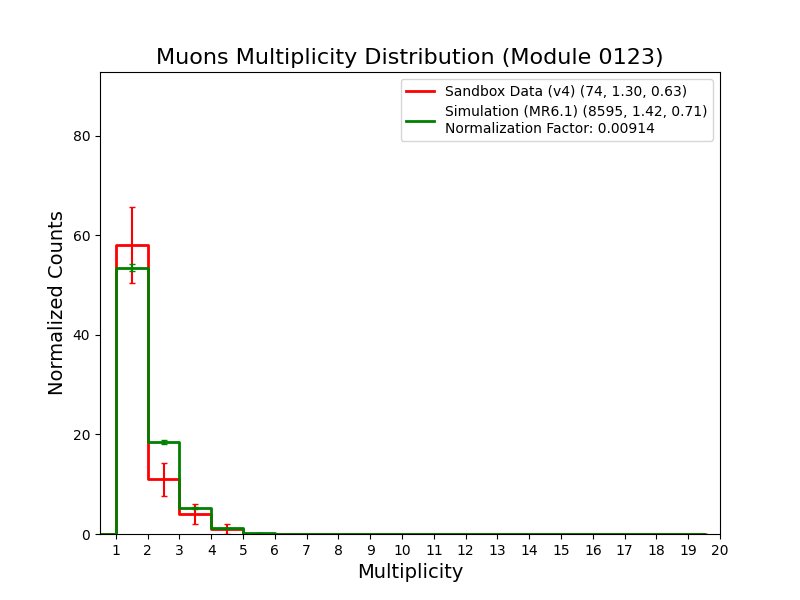 Muons Multiplicity Distribution (Module 0123)
Sandbox Data (v4) (74, 1.30, 0.63)
Simulation (MR6.1) (8595, 1.42, 0.71)
Normalization Factor: 0.00914
80
60
40
20
0
Normalized Counts
1 2 3 4 5 6 7 8 9 10 11 12 13 14 15 16 17 18 19 20
Multiplicity